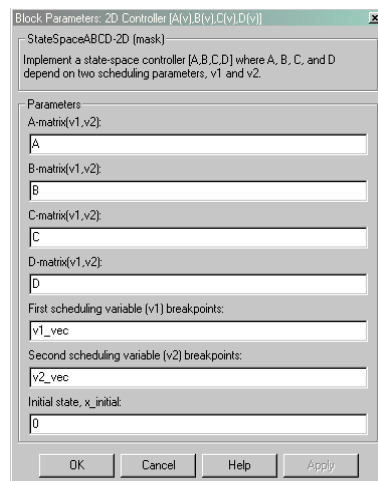 Block Parameters: 2D Controller [A(v),B(v),C(v),D(v)]
StateSpaceABCD-2D (mask)
Implement a state-space controller [A,B,C,D] where A, B, C, and D
depend on two scheduling parameters, v1 and v2.
Parameters
A-matrix(v1,v2):
A
B-matrix(v1,v2):
B
C-matrix(v1,v2):
C
D-matrix(v1,v2):
D
First scheduling variable (v1) breakpoints:
v1_vec
Second scheduling variable (v2) breakpoints:
v2_vec
Initial state, x_initial:
0
OK Cancel Help Apply